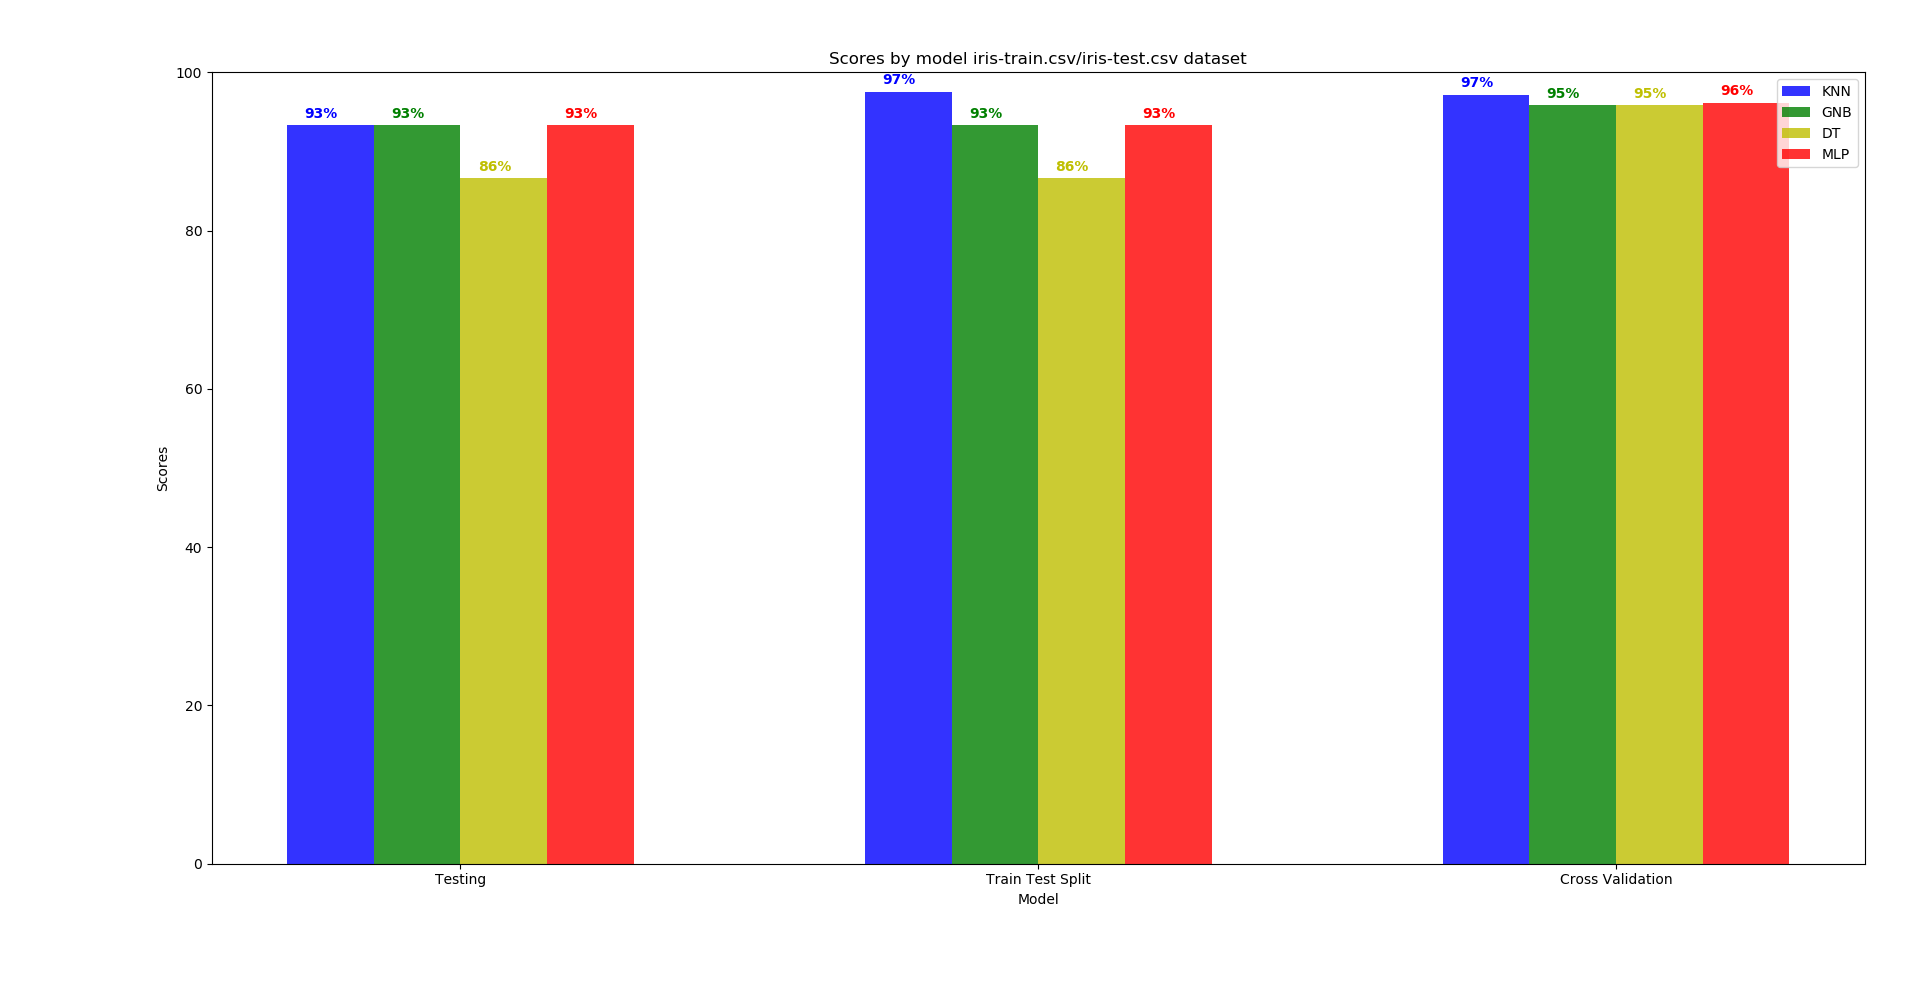 Scores by model iris-train.csv/iris-test.csv dataset
100
80
60
40
20
0
Scores
93% 93% 86% 93%
97% 93% 86% 93%
97% 95% 95% 96%
KNN
GNB
DT
MLP
Testing Train Test Split Cross Validation
Model